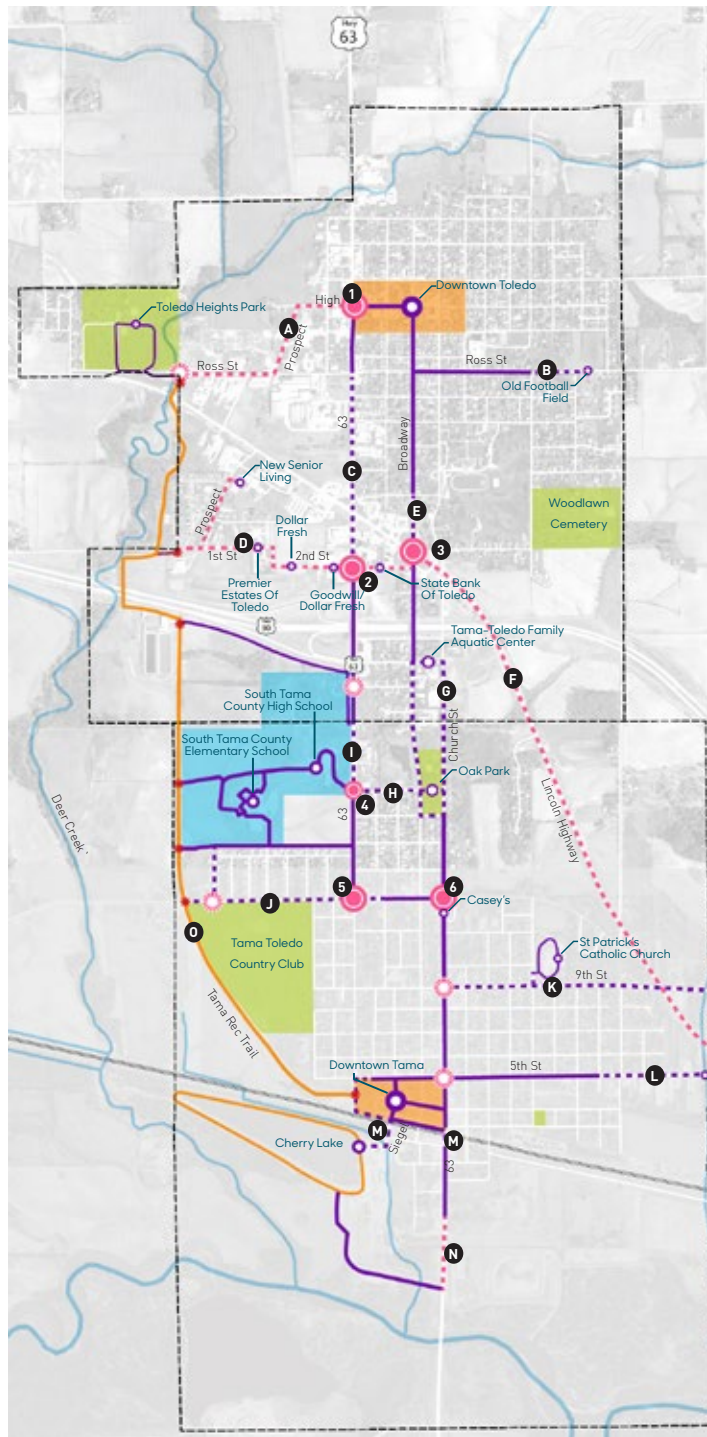 Hwy
63
Downtown Toledo
1
High
Toledo Heights Park
A
Prospect
Ross St
Ross St
B
Old Football
Field
63
Broadway
C
New Senior
Living
E
Woodlawn
Cemetery
Prospect
Dollar
Fresh
D
1st St
2nd St
3
2
Premier
Estates Of
Toledo
Goodwill/
Dollar Fresh
State Bank
Of Toledo
Tama-Toledo Family
Aquatic Center
63
F
G
South Tama
County High School
Church St
South Tama County
Elementary School
I
Oak Park
H
4
63
Deer Creek
Lincoln Highway
5
6
Casey's
J
O
Tama Toledo
Country Club
St Patrick's
Catholic Church
9th St
K
Tama Rec Trail
Downtown Tama
5th St
L
M
Siegel
M
Cherry Lake
63
N